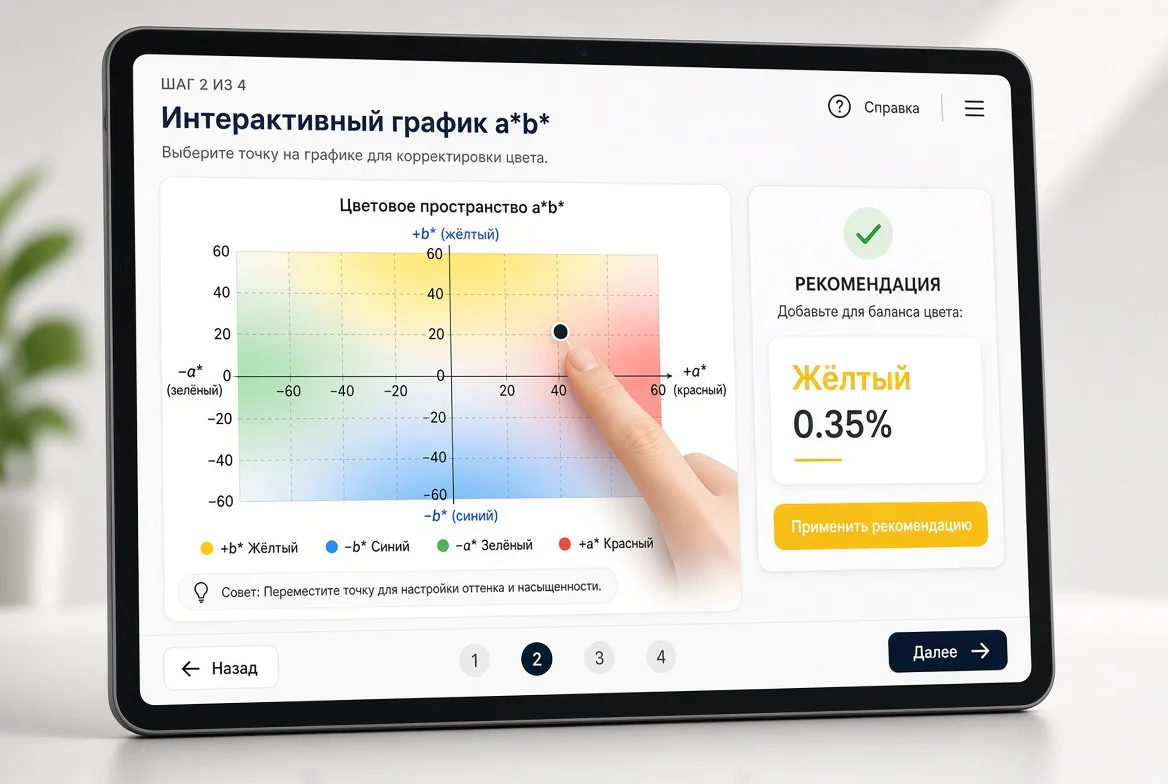 ШАГ 2 ИЗ 4
Интерактивный график a*b*
Выберите точку на графике для корректировки цвета.
Справка
Цветовое пространство a*b*
+b* (жёлтый)
60
60
40
40
20
20
−a*
(зелёный)
0
0
+a*
(красный)
−60
−40
−20
20
40
60
−20
−20
−40
−40
−60
−60
−b* (синий)
+b* Жёлтый
−b* Синий
−a* Зелёный
+a* Красный
Совет: Переместите точку для настройки оттенка и насыщенности.
РЕКОМЕНДАЦИЯ
Добавьте для баланса цвета:
Жёлтый
0.35%
Применить рекомендацию
Назад
1
2
3
4
Далее